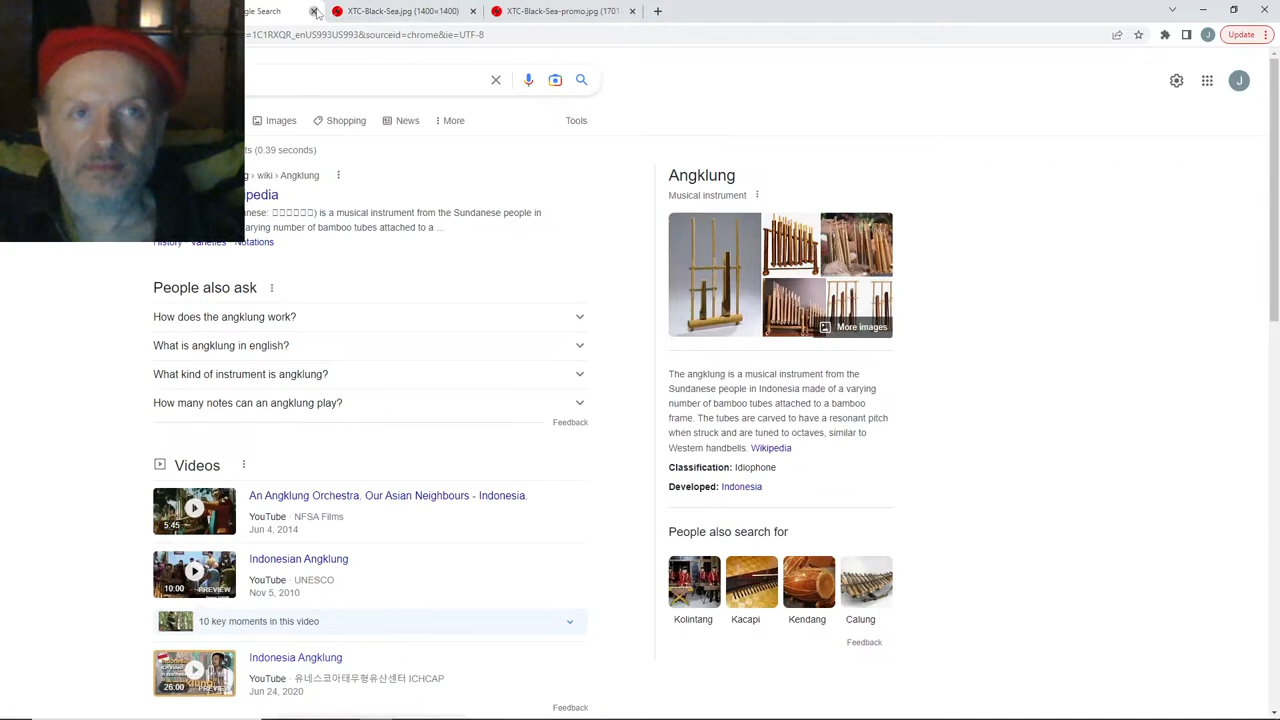 gle Search
XTC-Black-Sea.jpg (1400×1400)
XTC-Black-Sea-promo.jpg (1701
=1C1RXQR_enUS993US993&sourceid=chrome&ie=UTF-8
Update
J
Images
Shopping
News
More
Tools
ts (0.39 seconds)
g › wiki › Angklung
ipedia
anese: ▯▯▯▯▯▯) is a musical instrument from the Sundanese people in
varying number of bamboo tubes attached to a ...
History · Varieties · Notations
People also ask
How does the angklung work?
What is angklung in english?
What kind of instrument is angklung?
How many notes can an angklung play?
Feedback
Videos
5:45
An Angklung Orchestra. Our Asian Neighbours - Indonesia.
YouTube · NFSA Films
Jun 4, 2014
10:00
PREVIEW
Indonesian Angklung
YouTube · UNESCO
Nov 5, 2010
10 key moments in this video
26:00
PREVIEW
Indonesia Angklung
YouTube · 유네스코아태무형유산센터 ICHCAP
Jun 24, 2020
Feedback
Angklung
Musical instrument
More images
The angklung is a musical instrument from the
Sundanese people in Indonesia made of a varying
number of bamboo tubes attached to a bamboo
frame. The tubes are carved to have a resonant pitch
when struck and are tuned to octaves, similar to
Western handbells. Wikipedia
Classification: Idiophone
Developed: Indonesia
People also search for
Kolintang
Kacapi
Kendang
Calung
Feedback